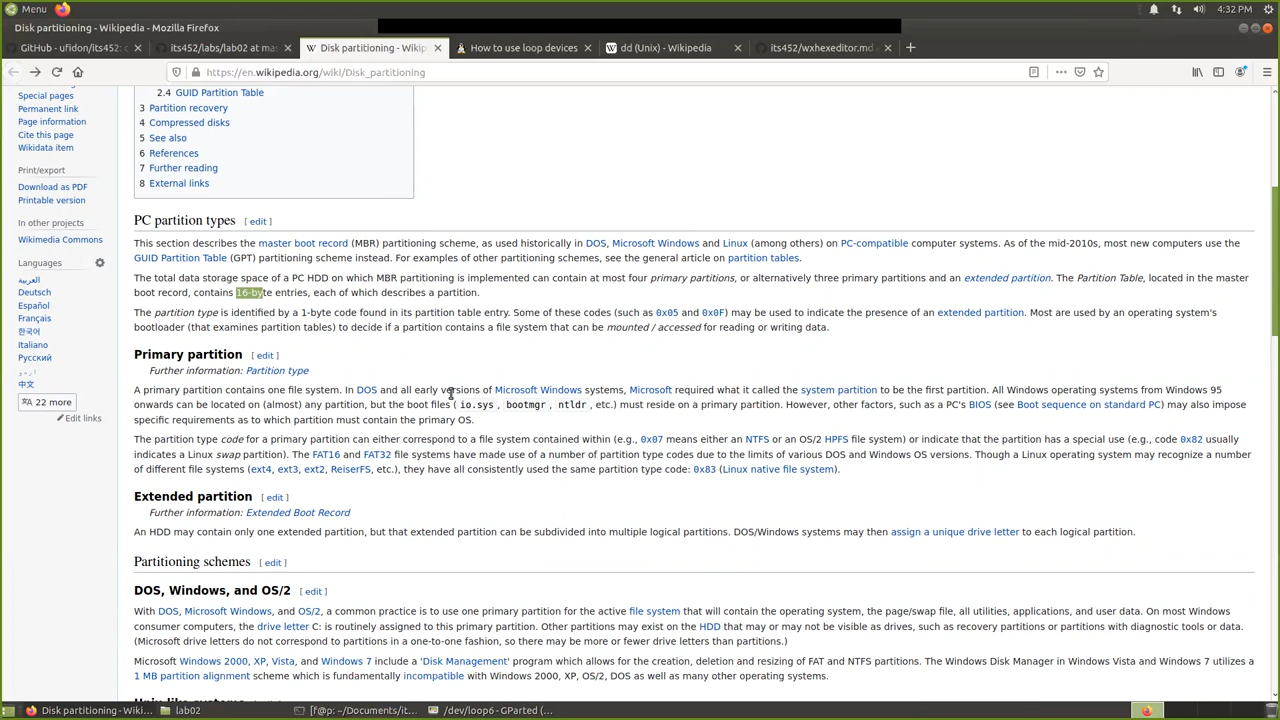 Menu
4:32 PM
Disk partitioning - Wikipedia - Mozilla Firefox
GitHub - ufidon/its452: c
its452/labs/lab02 at mas
Disk partitioning - Wikip
How to use loop devices
dd (Unix) - Wikipedia
its452/wxhexeditor.md a
https://en.wikipedia.org/wiki/Disk_partitioning
Special pages
Permanent link
Page information
Cite this page
Wikidata item
Print/export
Download as PDF
Printable version
In other projects
Wikimedia Commons
Languages
العربية
Deutsch
Español
Français
한국어
Italiano
Русский
中文
22 more
Edit links
2.4 GUID Partition Table
3 Partition recovery
4 Compressed disks
5 See also
6 References
7 Further reading
8 External links
PC partition types [ edit ]
This section describes the master boot record (MBR) partitioning scheme, as used historically in DOS, Microsoft Windows and Linux (among others) on PC-compatible computer systems. As of the mid-2010s, most new computers use the
GUID Partition Table (GPT) partitioning scheme instead. For examples of other partitioning schemes, see the general article on partition tables.
The total data storage space of a PC HDD on which MBR partitioning is implemented can contain at most four primary partitions, or alternatively three primary partitions and an extended partition. The Partition Table, located in the master
boot record, contains 16-byte entries, each of which describes a partition.
The partition type is identified by a 1-byte code found in its partition table entry. Some of these codes (such as 0x05 and 0x0F) may be used to indicate the presence of an extended partition. Most are used by an operating system's
bootloader (that examines partition tables) to decide if a partition contains a file system that can be mounted / accessed for reading or writing data.
Primary partition [ edit ]
Further information: Partition type
A primary partition contains one file system. In DOS and all early versions of Microsoft Windows systems, Microsoft required what it called the system partition to be the first partition. All Windows operating systems from Windows 95
onwards can be located on (almost) any partition, but the boot files ( io.sys , bootmgr , ntldr , etc.) must reside on a primary partition. However, other factors, such as a PC's BIOS (see Boot sequence on standard PC) may also impose
specific requirements as to which partition must contain the primary OS.
The partition type code for a primary partition can either correspond to a file system contained within (e.g., 0x07 means either an NTFS or an OS/2 HPFS file system) or indicate that the partition has a special use (e.g., code 0x82 usually
indicates a Linux swap partition). The FAT16 and FAT32 file systems have made use of a number of partition type codes due to the limits of various DOS and Windows OS versions. Though a Linux operating system may recognize a number
of different file systems (ext4, ext3, ext2, ReiserFS, etc.), they have all consistently used the same partition type code: 0x83 (Linux native file system).
Extended partition [ edit ]
Further information: Extended Boot Record
An HDD may contain only one extended partition, but that extended partition can be subdivided into multiple logical partitions. DOS/Windows systems may then assign a unique drive letter to each logical partition.
Partitioning schemes [ edit ]
DOS, Windows, and OS/2 [ edit ]
With DOS, Microsoft Windows, and OS/2, a common practice is to use one primary partition for the active file system that will contain the operating system, the page/swap file, all utilities, applications, and user data. On most Windows
consumer computers, the drive letter C: is routinely assigned to this primary partition. Other partitions may exist on the HDD that may or may not be visible as drives, such as recovery partitions or partitions with diagnostic tools or data.
(Microsoft drive letters do not correspond to partitions in a one-to-one fashion, so there may be more or fewer drive letters than partitions.)
Microsoft Windows 2000, XP, Vista, and Windows 7 include a 'Disk Management' program which allows for the creation, deletion and resizing of FAT and NTFS partitions. The Windows Disk Manager in Windows Vista and Windows 7 utilizes a
1 MB partition alignment scheme which is fundamentally incompatible with Windows 2000, XP, OS/2, DOS as well as many other operating systems.
Disk partitioning - Wiki...
lab02
[f@p: ~/Documents/it...
/dev/loop6 - GParted (...